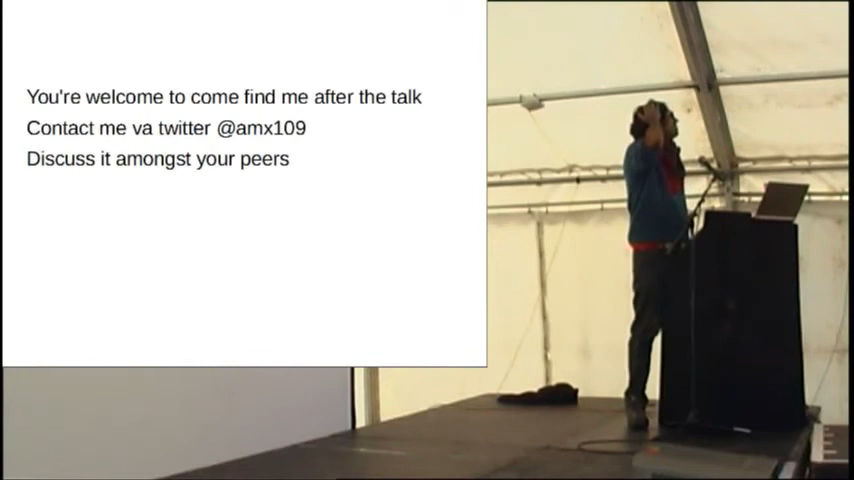 You're welcome to come find me after the talk
Contact me va twitter @amx109
Discuss it amongst your peers